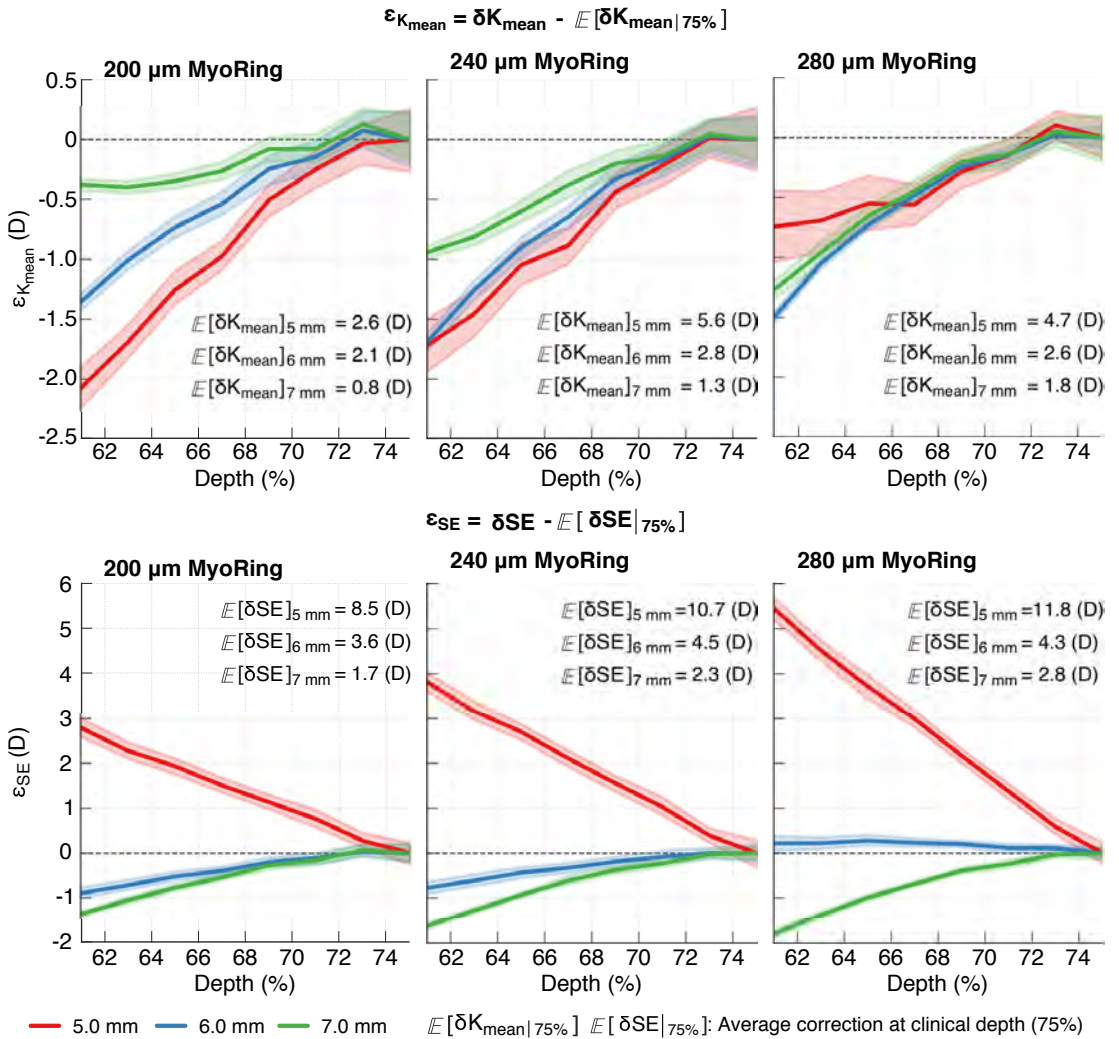 εKmean = δKmean - 𝔼[δKmean|75%]
200 µm MyoRing
240 µm MyoRing
280 µm MyoRing
εKmean (D)
0.5
0
-0.5
-1.0
-1.5
-2.0
-2.5
𝔼[δKmean]5 mm = 2.6 (D)
𝔼[δKmean]6 mm = 2.1 (D)
𝔼[δKmean]7 mm = 0.8 (D)
𝔼[δKmean]5 mm = 5.6 (D)
𝔼[δKmean]6 mm = 2.8 (D)
𝔼[δKmean]7 mm = 1.3 (D)
𝔼[δKmean]5 mm = 4.7 (D)
𝔼[δKmean]6 mm = 2.6 (D)
𝔼[δKmean]7 mm = 1.8 (D)
62 64 66 68 70 72 74
62 64 66 68 70 72 74
62 64 66 68 70 72 74
Depth (%)
Depth (%)
Depth (%)
εSE = δSE - 𝔼[ δSE|75%]
200 µm MyoRing
240 µm MyoRing
280 µm MyoRing
εSE (D)
6
5
4
3
2
1
0
-1
-2
𝔼[δSE]5 mm = 8.5 (D)
𝔼[δSE]6 mm = 3.6 (D)
𝔼[δSE]7 mm = 1.7 (D)
𝔼[δSE]5 mm =10.7 (D)
𝔼[δSE]6 mm = 4.5 (D)
𝔼[δSE]7 mm = 2.3 (D)
𝔼[δSE]5 mm =11.8 (D)
𝔼[δSE]6 mm = 4.3 (D)
𝔼[δSE]7 mm = 2.8 (D)
62 64 66 68 70 72 74
62 64 66 68 70 72 74
62 64 66 68 70 72 74
Depth (%)
Depth (%)
Depth (%)
5.0 mm 6.0 mm 7.0 mm 𝔼[δKmean|75%] 𝔼[ δSE|75%]: Average correction at clinical depth (75%)